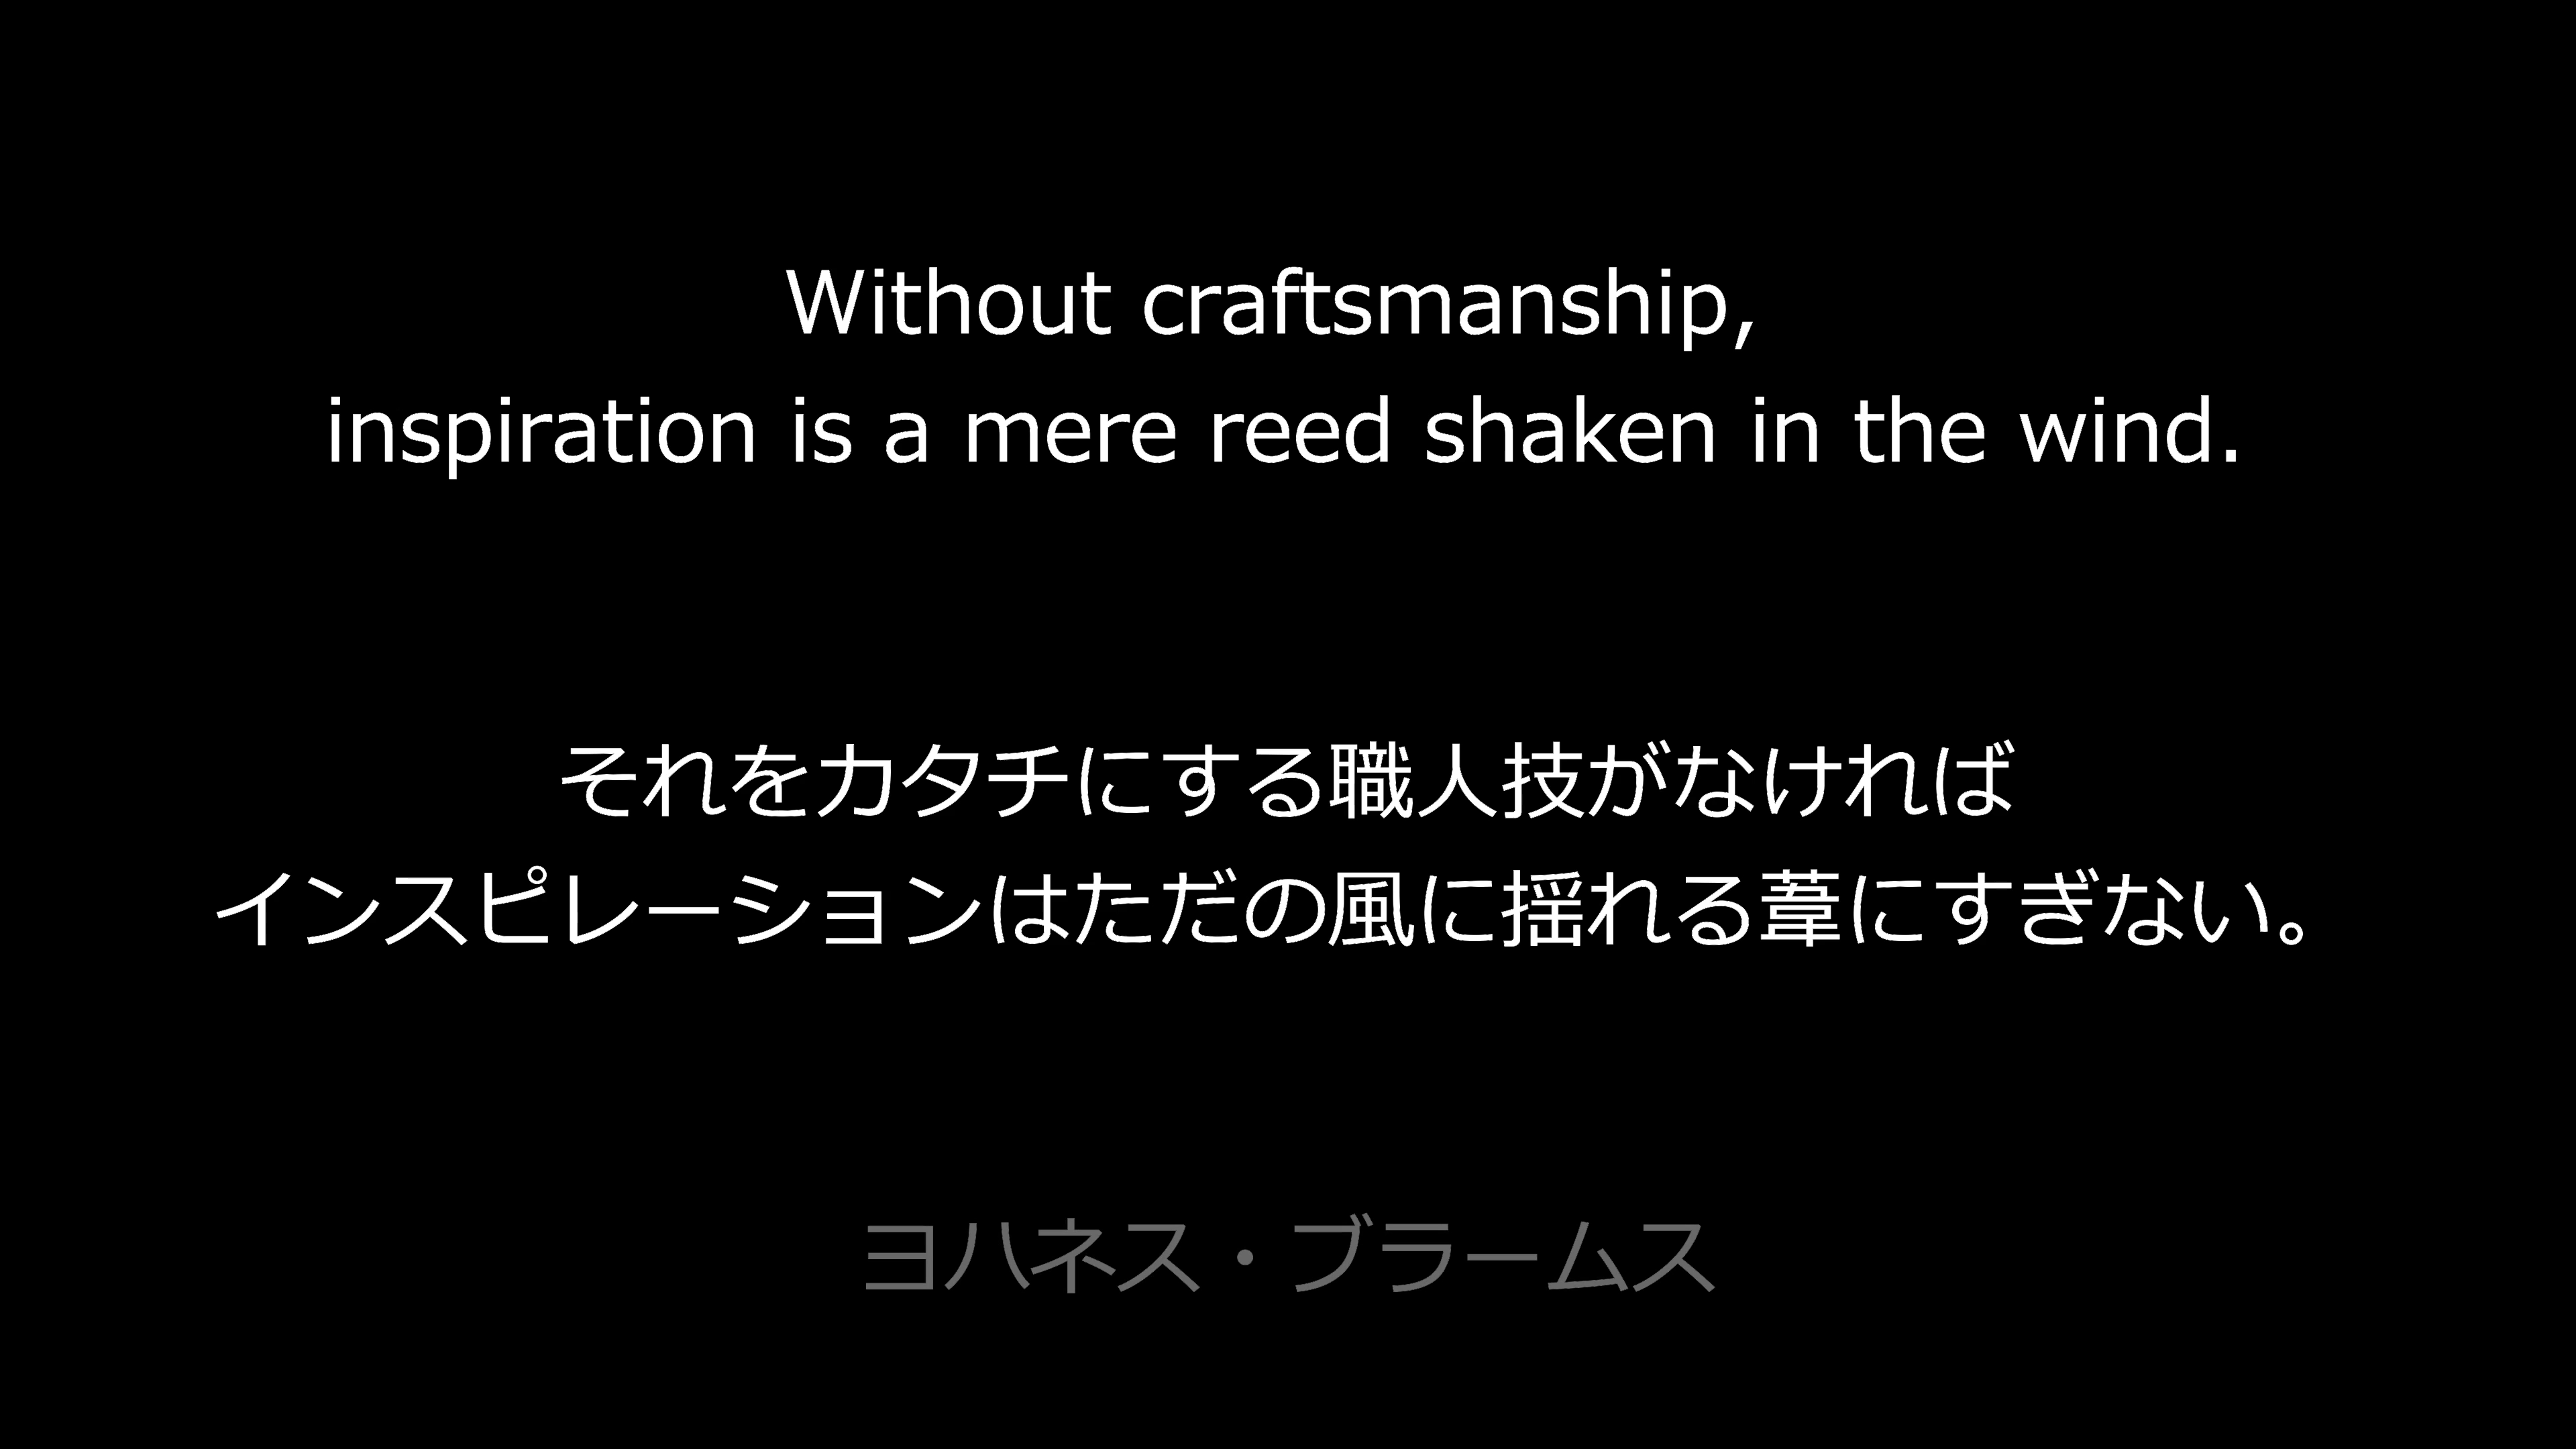 Without craftsmanship,
inspiration is a mere reed shaken in the wind.
それをカタチにする職人技がなければ
インスピレーションはただの風に揺れる葦にすぎない。
ヨハネス・ブラームス